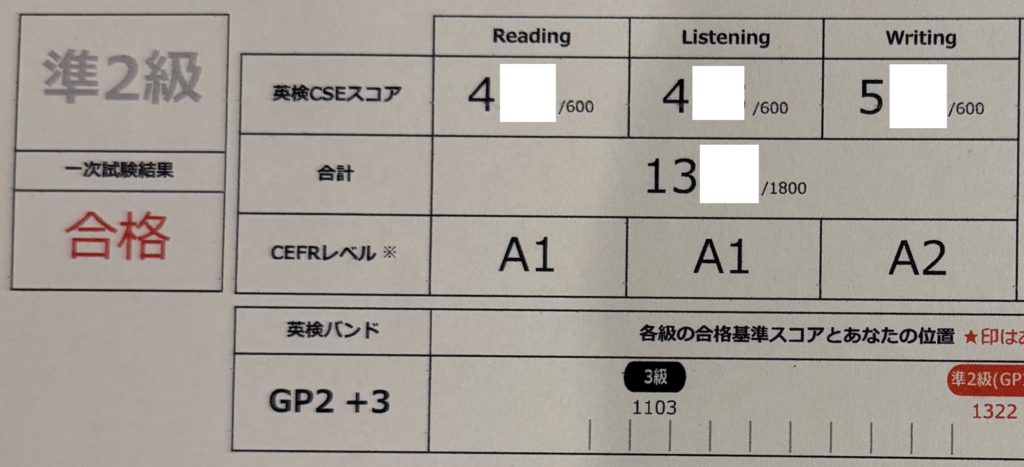 準2級
一次試験結果
合格
Reading Listening Writing
英検CSEスコア 4 /600 4 /600 5 /600
合計 13 /1800
CEFRレベル ※ A1 A1 A2
英検バンド 各級の合格基準スコアとあなたの位置 ★印は
GP2 +3
3級 準2級(GP
1103 1322